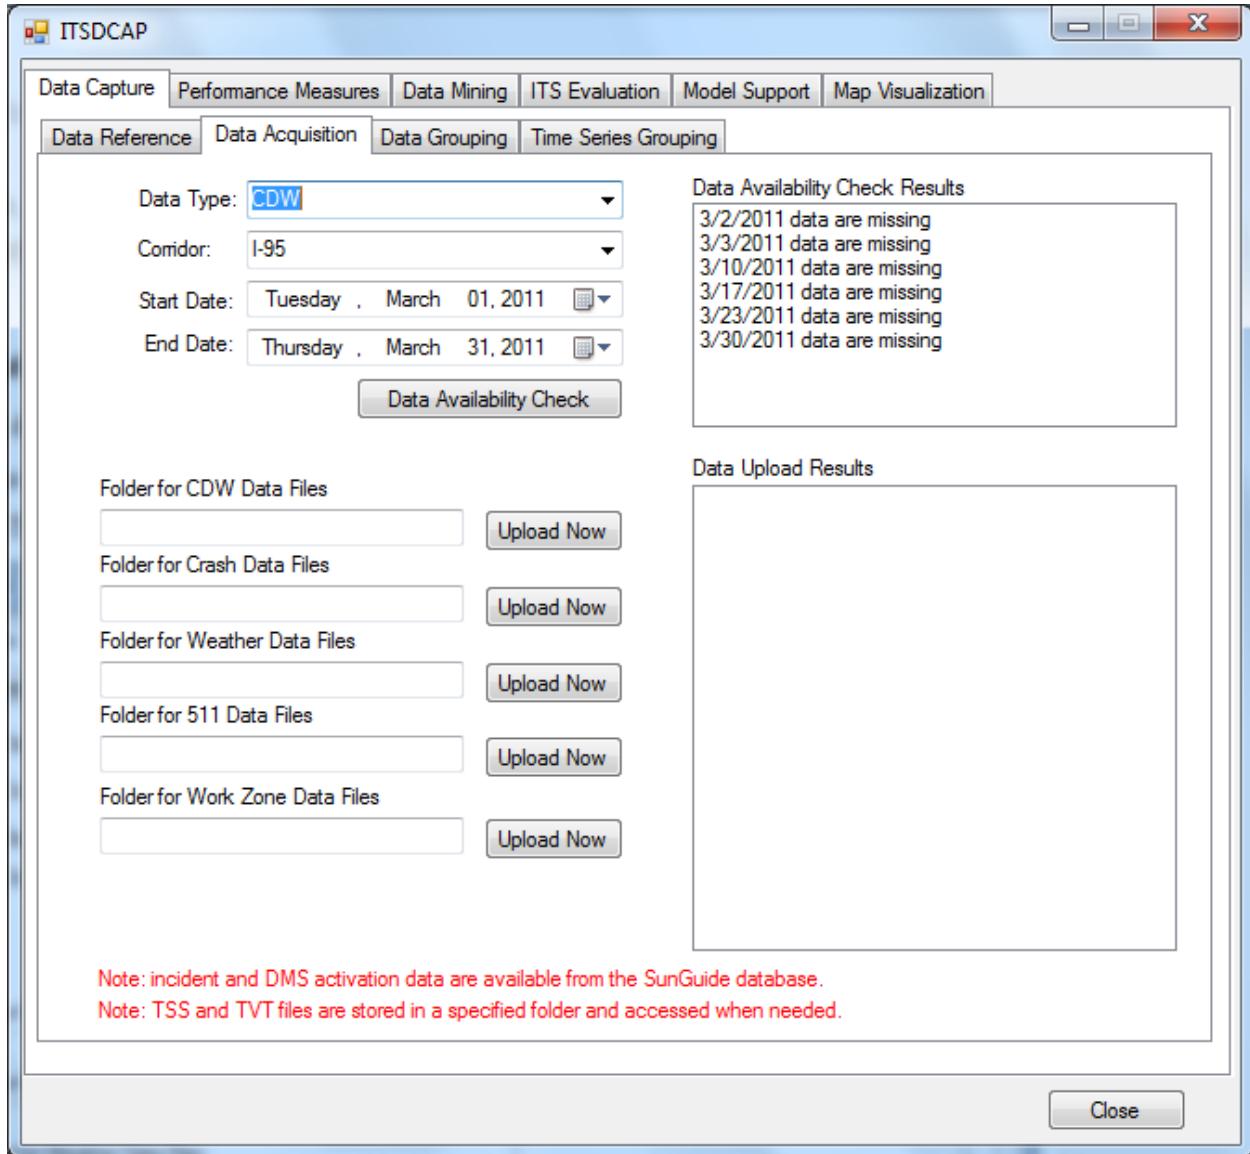 ITSDCAP
Data Capture Performance Measures Data Mining ITS Evaluation Model Support Map Visualization
Data Reference Data Acquisition Data Grouping Time Series Grouping
Data Type: CDW
Corridor: I-95
Start Date: Tuesday , March 01, 2011
End Date: Thursday , March 31, 2011
Data Availability Check
Data Availability Check Results
3/2/2011 data are missing
3/3/2011 data are missing
3/10/2011 data are missing
3/17/2011 data are missing
3/23/2011 data are missing
3/30/2011 data are missing
Folder for CDW Data Files
Upload Now
Folder for Crash Data Files
Upload Now
Folder for Weather Data Files
Upload Now
Folder for 511 Data Files
Upload Now
Folder for Work Zone Data Files
Upload Now
Data Upload Results
Note: incident and DMS activation data are available from the SunGuide database.
Note: TSS and TVT files are stored in a specified folder and accessed when needed.
Close